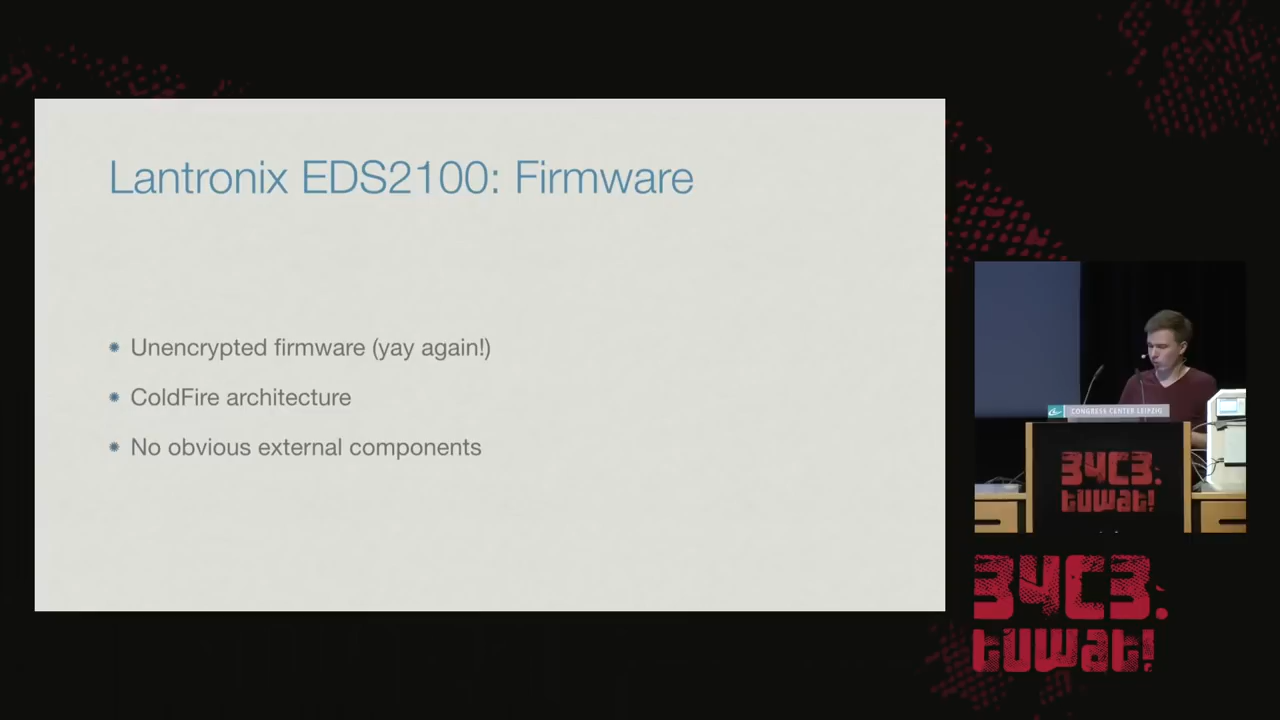 Lantronix EDS2100: Firmware
Unencrypted firmware (yay again!)
ColdFire architecture
No obvious external components
CONGRESS CENTER LEIPZIG
34C3.
tuwat!
34C3.
tuwat!